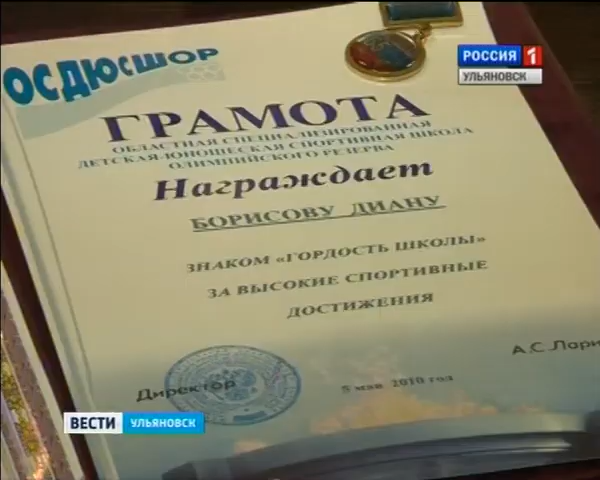 ОСДЮСШОР
РОССИЯ 1
УЛЬЯНОВСК
ГРАМОТА
ОБЛАСТНАЯ СПЕЦИАЛИЗИРОВАННАЯ
ДЕТСКАЯ-ЮНОШЕСКАЯ СПОРТИВНАЯ ШКОЛА
ОЛИМПИЙСКОГО РЕЗЕРВА
Награждает
БОРИСОВУ ДИАНУ
ЗНАКОМ «ГОРДОСТЬ ШКОЛЫ»
ЗА ВЫСОКИЕ СПОРТИВНЫЕ
ДОСТИЖЕНИЯ
Директор
А.С.Лари
5 мая 2010 год
ВЕСТИ УЛЬЯНОВСК